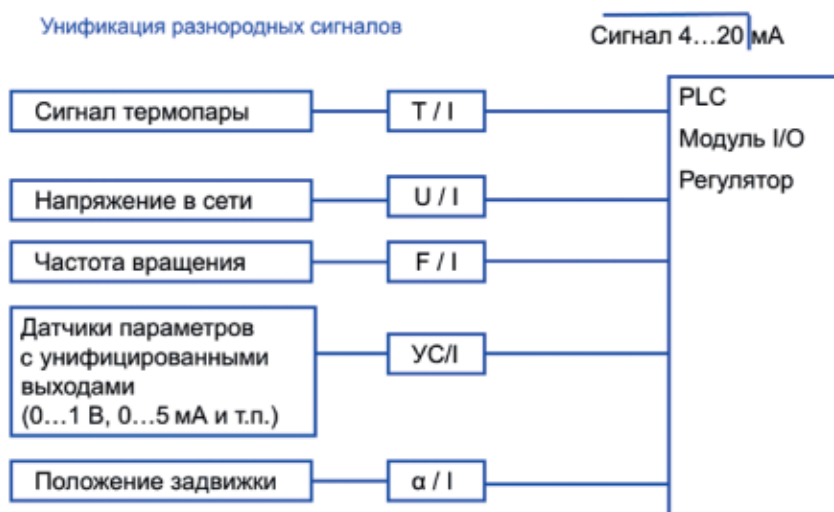 Унификация разнородных сигналов
Сигнал 4...20 мА
Сигнал термопары
T / I
PLC
Модуль I/O
Регулятор
Напряжение в сети
U / I
Частота вращения
F / I
Датчики параметров
с унифицированными
выходами
(0...1 В, 0...5 мА и т.п.)
УС/I
Положение задвижки
α / I